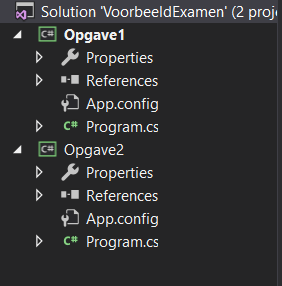 Solution 'VoorbeeldExamen' (2 proje
C# Opgave1
Properties
References
App.config
C# Program.cs
C# Opgave2
Properties
References
App.config
C# Program.cs